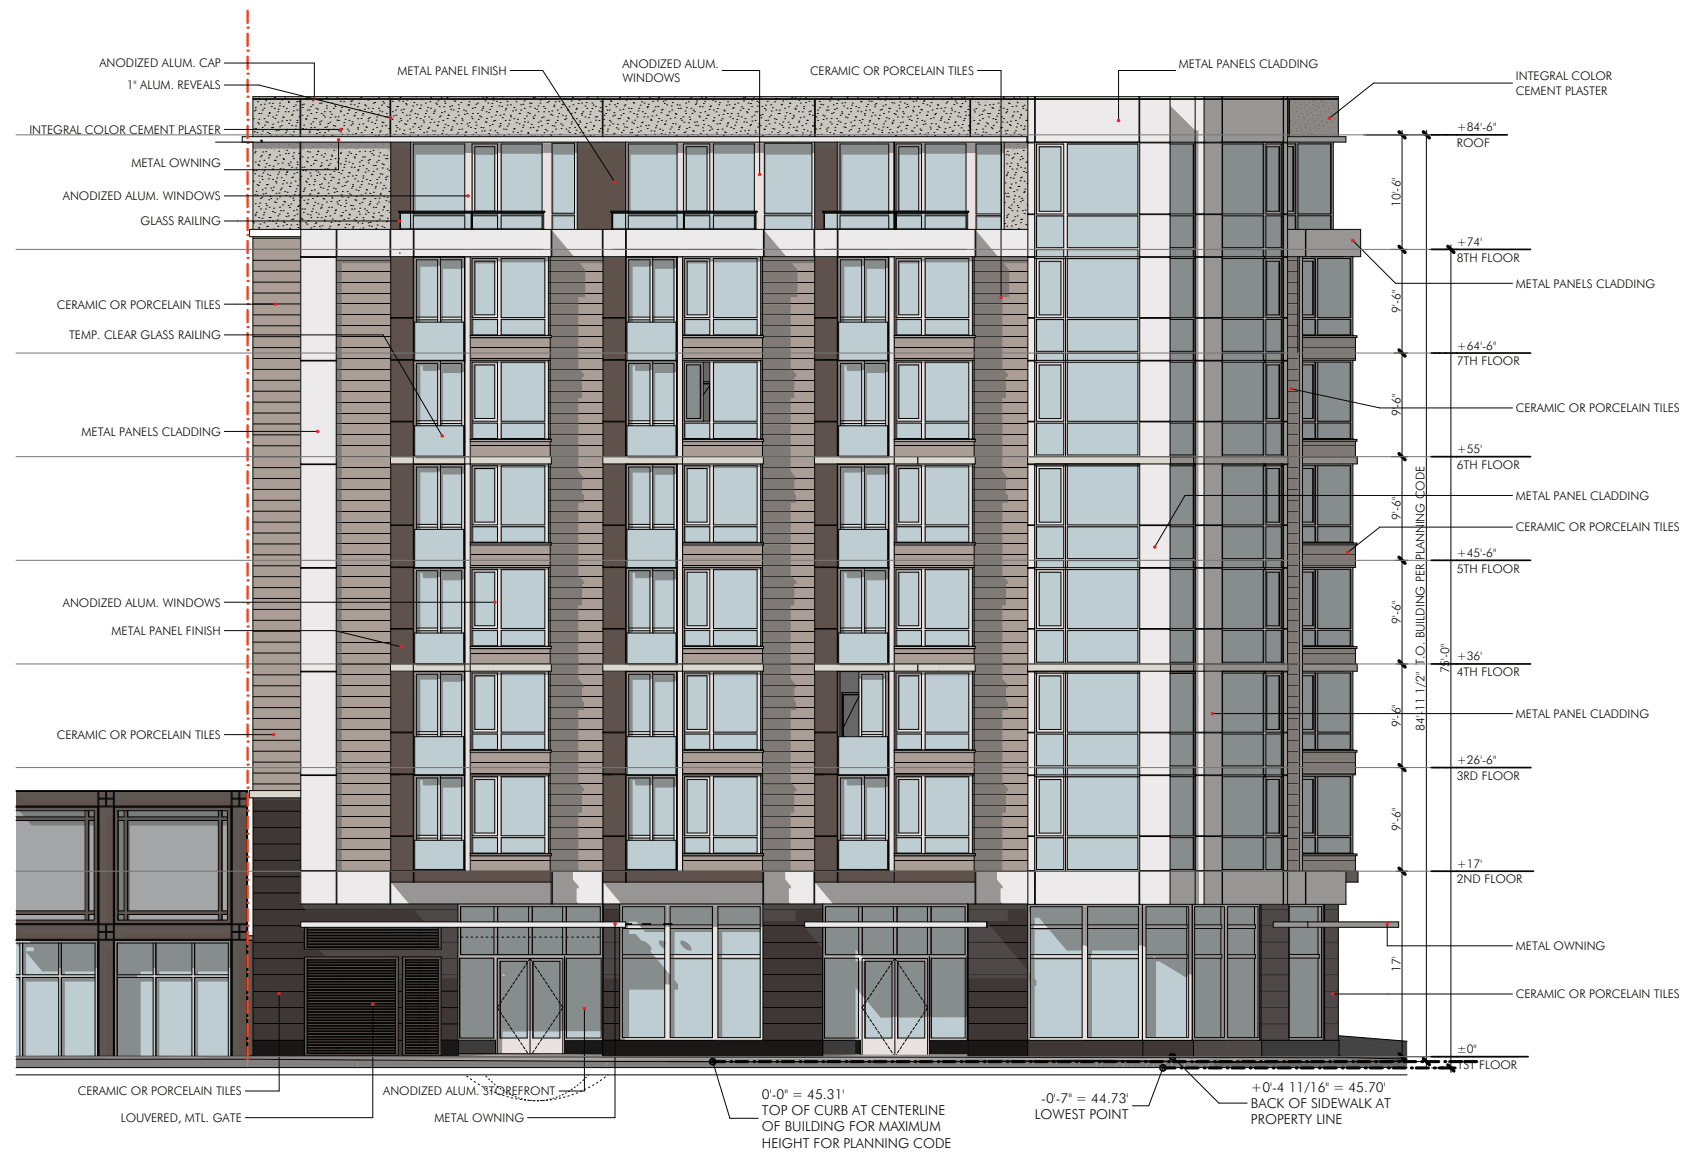 ANODIZED ALUM. CAP
1" ALUM. REVEALS
INTEGRAL COLOR CEMENT PLASTER
METAL OWNING
ANODIZED ALUM. WINDOWS
GLASS RAILING
CERAMIC OR PORCELAIN TILES
TEMP. CLEAR GLASS RAILING
METAL PANELS CLADDING
ANODIZED ALUM. WINDOWS
METAL PANEL FINISH
CERAMIC OR PORCELAIN TILES
METAL PANEL FINISH
ANODIZED ALUM.
WINDOWS
CERAMIC OR PORCELAIN TILES
METAL PANELS CLADDING
INTEGRAL COLOR
CEMENT PLASTER
+84'-6"
ROOF
10'-6"
+74'
8TH FLOOR
METAL PANELS CLADDING
9'-6"
+64'-6"
7TH FLOOR
9'-6"
CERAMIC OR PORCELAIN TILES
+55'
6TH FLOOR
METAL PANEL CLADDING
9'-6"
CERAMIC OR PORCELAIN TILES
+45'-6"
5TH FLOOR
9'-6"
84'-11 1/2" T.O. BUILDING PER PLANNING CODE
75'-0"
+36'
4TH FLOOR
9'-6"
METAL PANEL CLADDING
+26'-6"
3RD FLOOR
9'-6"
+17'
2ND FLOOR
METAL OWNING
17'
CERAMIC OR PORCELAIN TILES
±0"
1ST FLOOR
CERAMIC OR PORCELAIN TILES
LOUVERED, MTL. GATE
ANODIZED ALUM. STOREFRONT
METAL OWNING
0'-0" = 45.31'
TOP OF CURB AT CENTERLINE
OF BUILDING FOR MAXIMUM
HEIGHT FOR PLANNING CODE
-0'-7" = 44.73'
LOWEST POINT
+0'-4 11/16" = 45.70'
BACK OF SIDEWALK AT
PROPERTY LINE